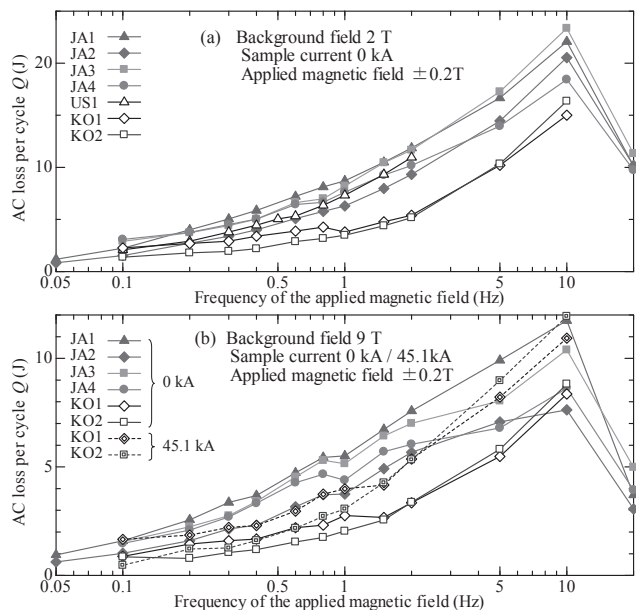 (a) Background field 2 T
Sample current 0 kA
Applied magnetic field ±0.2T
JA1
JA2
JA3
JA4
US1
KO1
KO2
AC loss per cycle Q (J)
20
10
0
0.05 0.1 0.5 1 5 10
Frequency of the applied magnetic field (Hz)
(b) Background field 9 T
Sample current 0 kA / 45.1kA
Applied magnetic field ±0.2T
JA1
JA2
JA3
JA4
KO1
KO2
0 kA
KO1
KO2
45.1 kA
AC loss per cycle Q (J)
10
5
0
0.05 0.1 0.5 1 5 10
Frequency of the applied magnetic field (Hz)